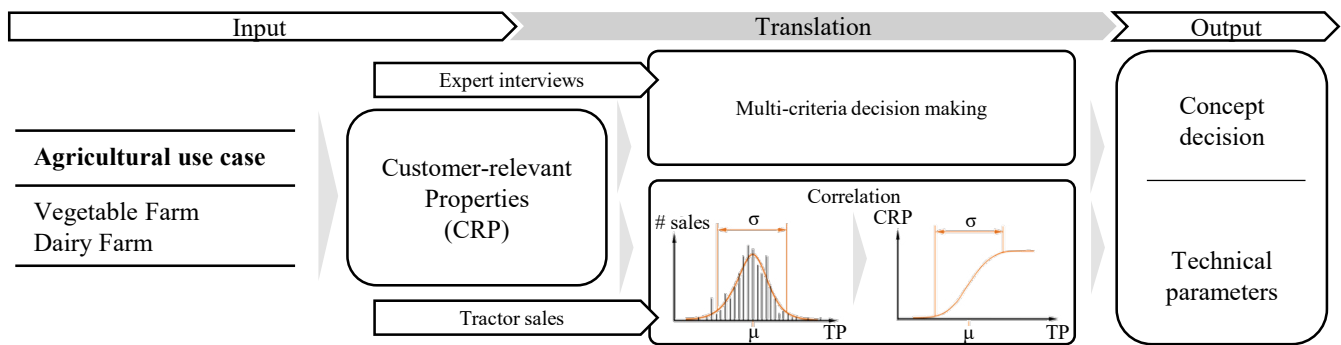 Input
Translation
Output
Expert interviews
Agricultural use case
Vegetable Farm
Dairy Farm
Customer-relevant
Properties
(CRP)
Tractor sales
Multi-criteria decision making
Correlation
# sales
σ
μ
TP
CRP
σ
μ
TP
Concept
decision
Technical
parameters